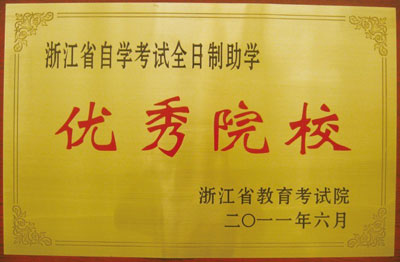 浙江省自学考试全日制助学
优秀院校
浙江省教育考试院
二〇一一年六月